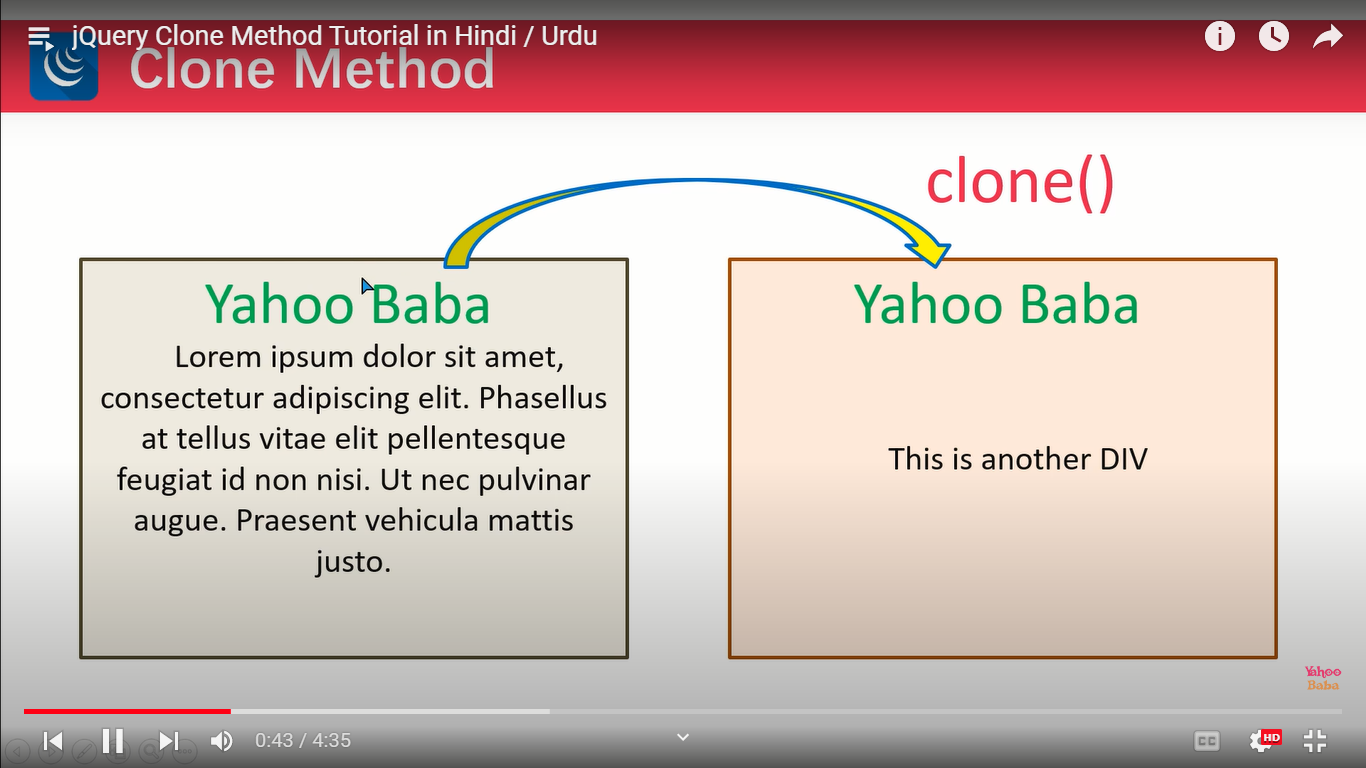 jQuery Clone Method Tutorial in Hindi / Urdu
Clone Method
clone()
Yahoo Baba
Lorem ipsum dolor sit amet,
consectetur adipiscing elit. Phasellus
at tellus vitae elit pellentesque
feugiat id non nisi. Ut nec pulvinar
augue. Praesent vehicula mattis
justo.
Yahoo Baba
This is another DIV
Yahoo
Baba
0:43 / 4:35
CC
HD